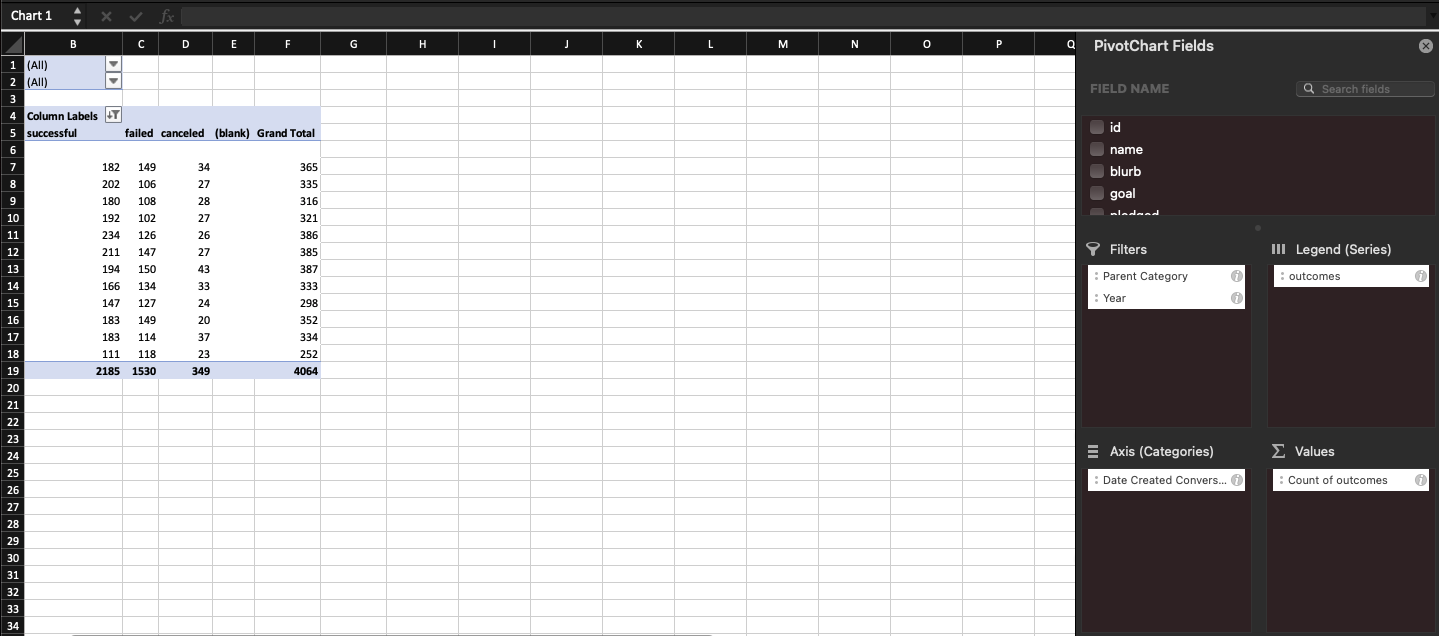 Chart 1 fx
B C D E F G H I J K L M N O P Q
1 (All)
2 (All)
3
4 Column Labels
5 successful failed canceled (blank) Grand Total
6
7 182 149 34 365
8 202 106 27 335
9 180 108 28 316
10 192 102 27 321
11 234 126 26 386
12 211 147 27 385
13 194 150 43 387
14 166 134 33 333
15 147 127 24 298
16 183 149 20 352
17 183 114 37 334
18 111 118 23 252
19 2185 1530 349 4064
20
21
22
23
24
25
26
27
28
29
30
31
32
33
34
PivotChart Fields
FIELD NAME Search fields
id
name
blurb
goal
pledged
Filters
Parent Category
Year
Legend (Series)
outcomes
Axis (Categories)
Date Created Convers...
Values
Count of outcomes